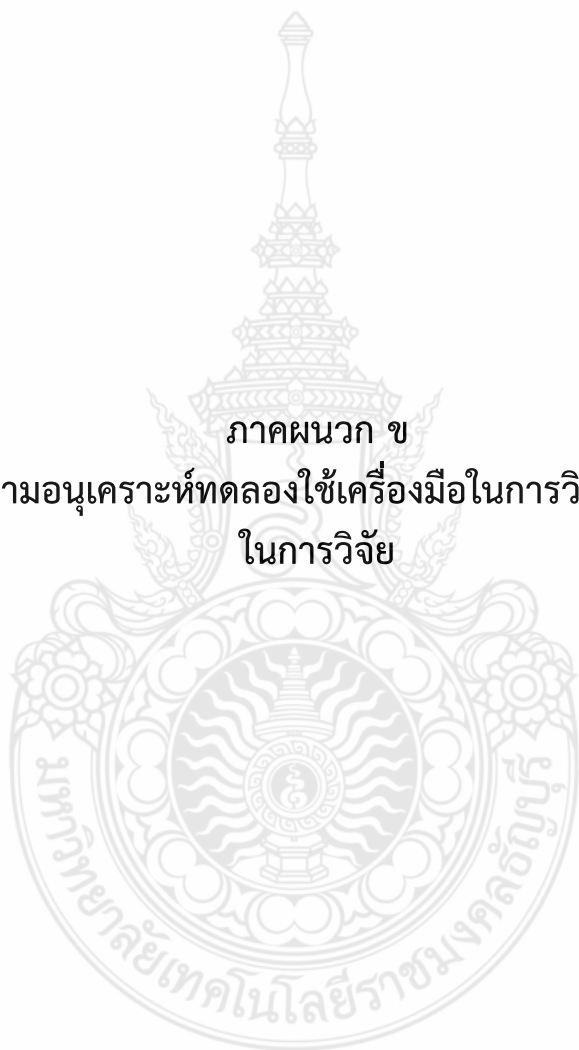 ภาคผนวก ข
ามอนุเคราะห์ทดลองใช้เครื่องมือในการวิ
ในการวิจัย
มหาวิทยาลัยเทคโนโลยีราชมงคลธัญบุรี